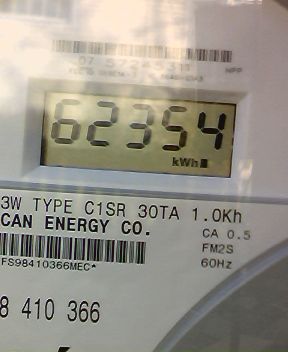 62354
kWh
3W TYPE C1SR 30TA 1.0Kh
CAN ENERGY CO.
CA 0.5
FM2S
FS98410366MEC*
60Hz
8 410 366